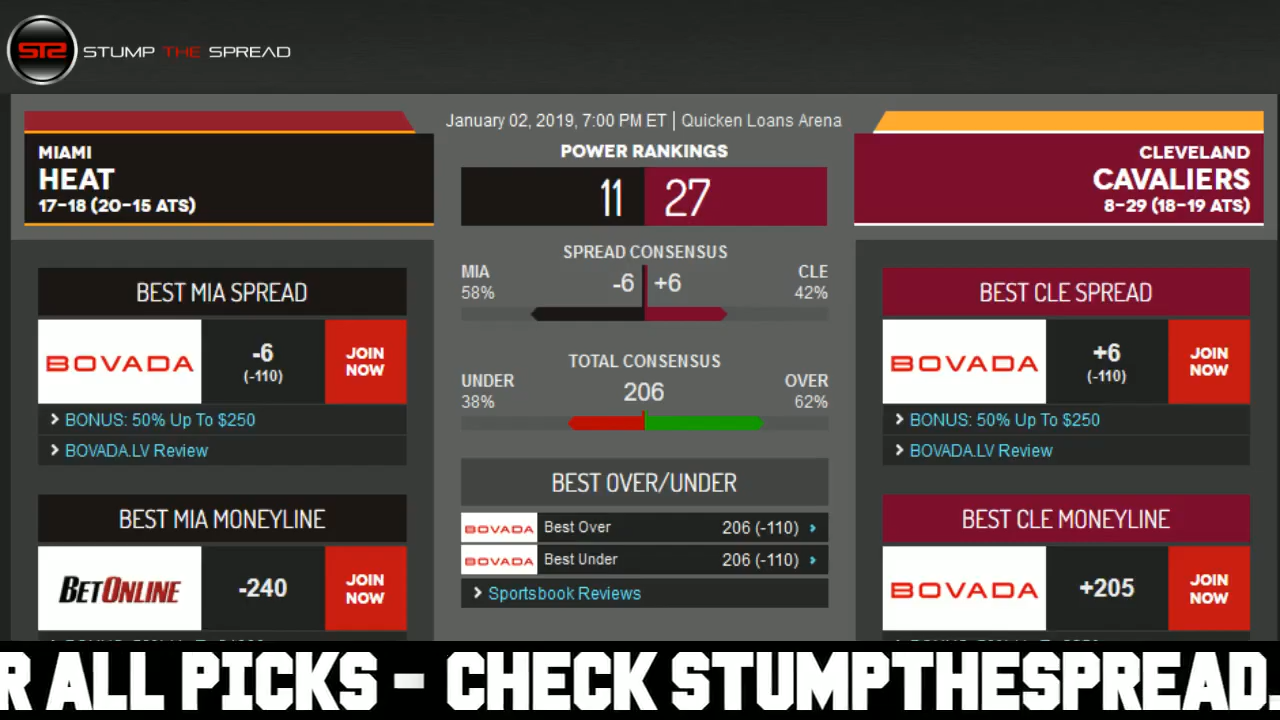 STS STUMP THE SPREAD
January 02, 2019, 7:00 PM ET | Quicken Loans Arena
MIAMI
HEAT
17-18 (20-15 ATS)
POWER RANKINGS
11 27
CLEVELAND
CAVALIERS
8-29 (18-19 ATS)
BEST MIA SPREAD
BOVADA -6 (-110) JOIN NOW
> BONUS: 50% Up To $250
> BOVADA.LV Review
BEST MIA MONEYLINE
BETONLINE -240 JOIN NOW
SPREAD CONSENSUS
MIA -6 +6 CLE
58% 42%
TOTAL CONSENSUS
UNDER 206 OVER
38% 62%
BEST OVER/UNDER
BOVADA Best Over 206 (-110) >
BOVADA Best Under 206 (-110) >
> Sportsbook Reviews
BEST CLE SPREAD
BOVADA +6 (-110) JOIN NOW
> BONUS: 50% Up To $250
> BOVADA.LV Review
BEST CLE MONEYLINE
BOVADA +205 JOIN NOW
R ALL PICKS - CHECK STUMPTHESPREAD.